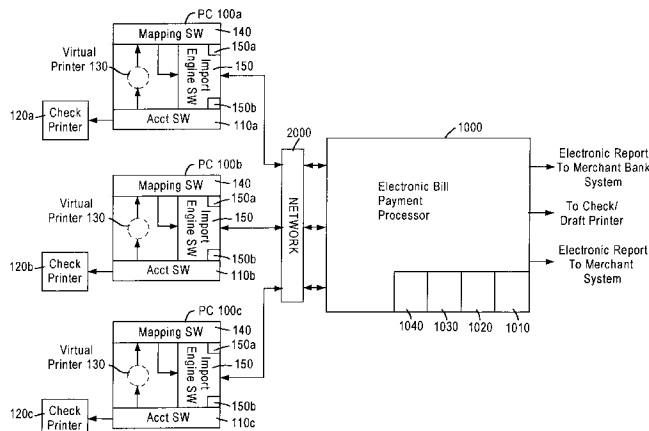 PC 100a
Mapping SW
140
150a
Virtual
Printer 130
Import
Engine SW
150
150b
120a
Check
Printer
Acct SW
110a
PC 100b
Mapping SW
140
150a
Virtual
Printer 130
Import
Engine SW
150
150b
120b
Check
Printer
Acct SW
110b
PC 100c
Mapping SW
140
150a
Virtual
Printer 130
Import
Engine SW
150
150b
120c
Check
Printer
Acct SW
110c
2000
NETWORK
1000
Electronic Bill
Payment
Processor
1040
1030
1020
1010
Electronic Report
To Merchant Bank
System
To Check/
Draft Printer
Electronic Report
To Merchant
System